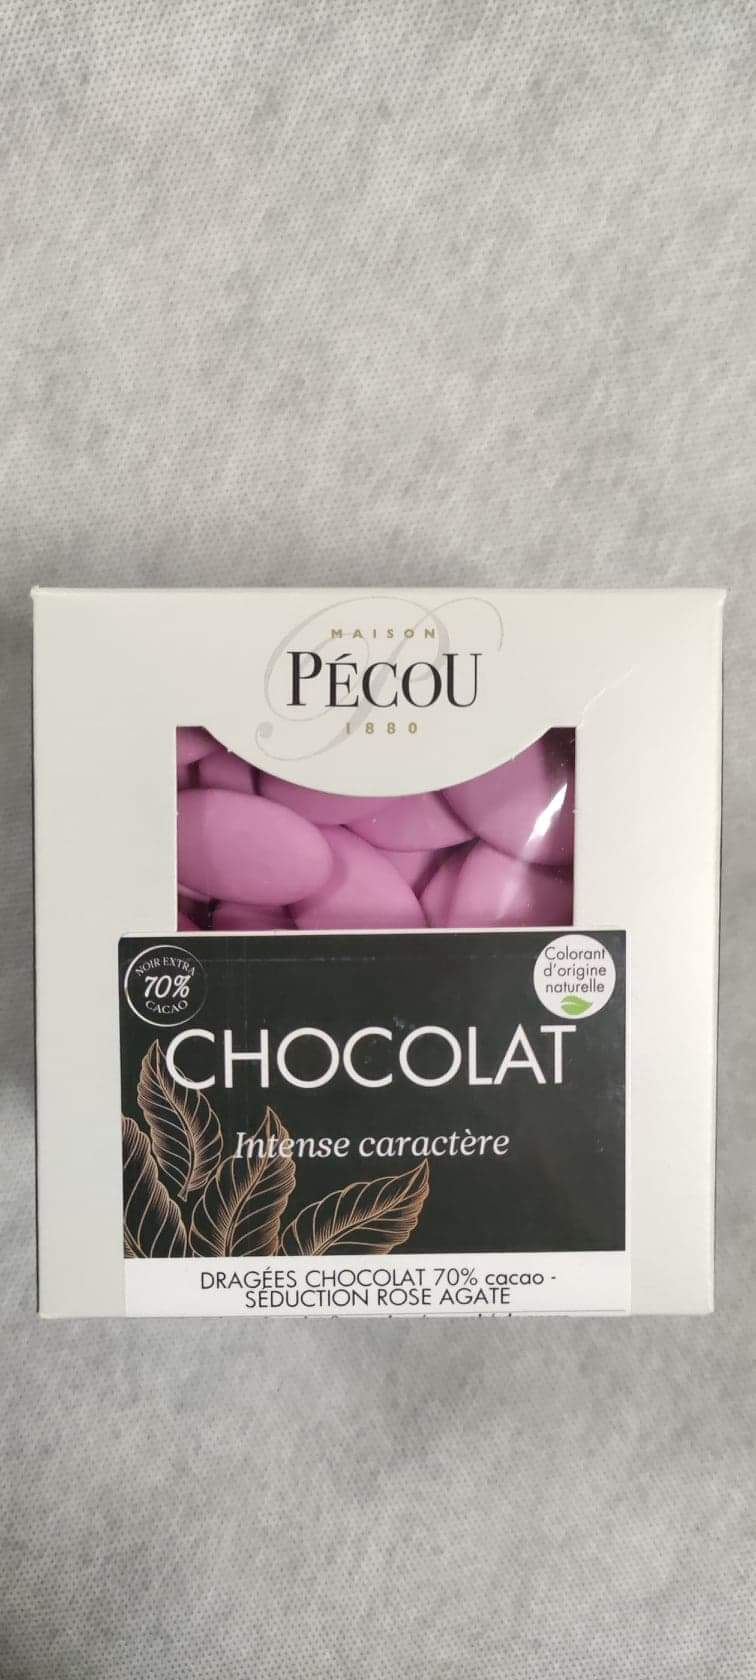 MAISON
PÉCOU
1880
NOIR EXTRA
70%
CACAO
Colorant
d'origine
naturelle
CHOCOLAT
Intense caractère
DRAGÉES CHOCOLAT 70% cacao -
SÉDUCTION ROSE AGATE